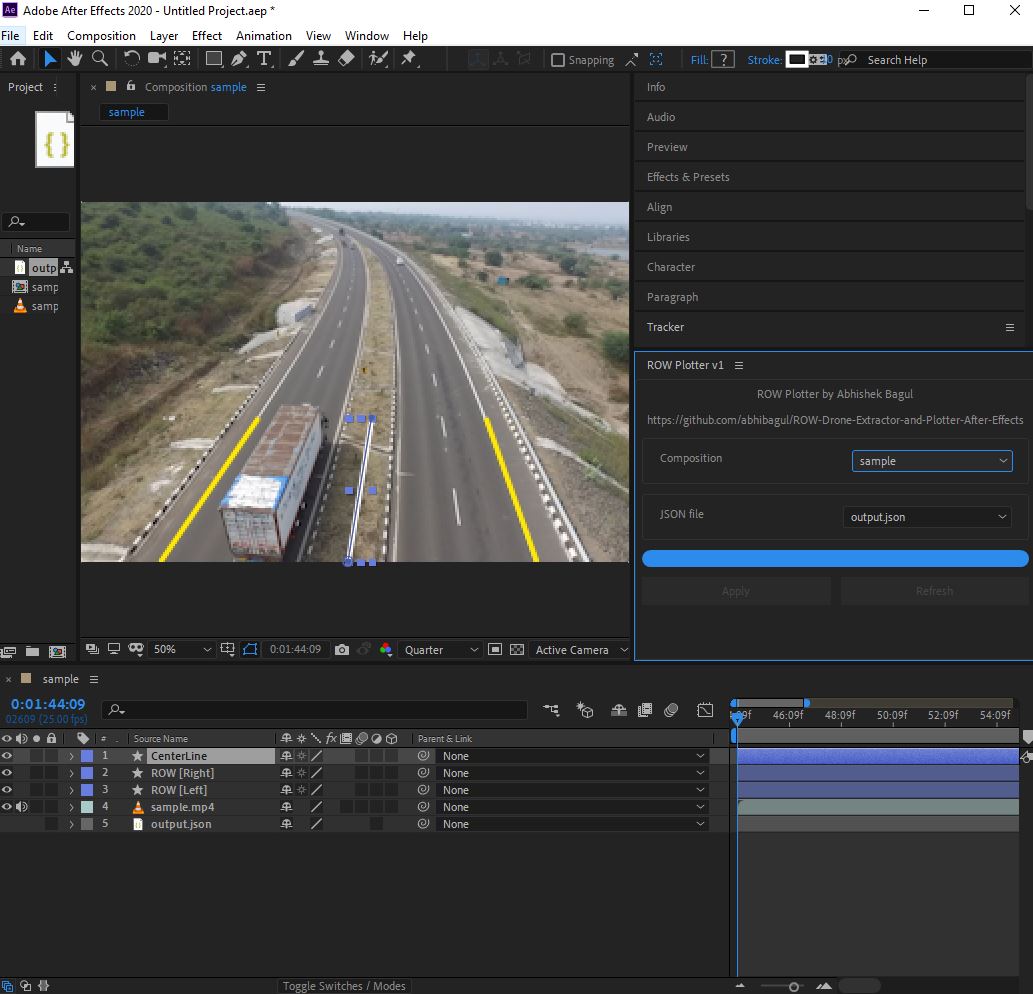 Ae Adobe After Effects 2020 - Untitled Project.aep *
File Edit Composition Layer Effect Animation View Window Help
Snapping Fill: ? Stroke: px Search Help
Project
Composition sample
sample
Name
outp
samp
samp
50% 0:01:44:09 Quarter Active Camera
Info
Audio
Preview
Effects & Presets
Align
Libraries
Character
Paragraph
Tracker
ROW Plotter v1
ROW Plotter by Abhishek Bagul
https://github.com/abhibagul/ROW-Drone-Extractor-and-Plotter-After-Effects
Composition sample
JSON file output.json
Apply Refresh
sample
0:01:44:09
02609 (25.00 fps)
46:09f 48:09f 50:09f 52:09f 54:09f
# Source Name fx Parent & Link
1 CenterLine None
2 ROW [Right] None
3 ROW [Left] None
4 sample.mp4 None
5 output.json None
Toggle Switches / Modes